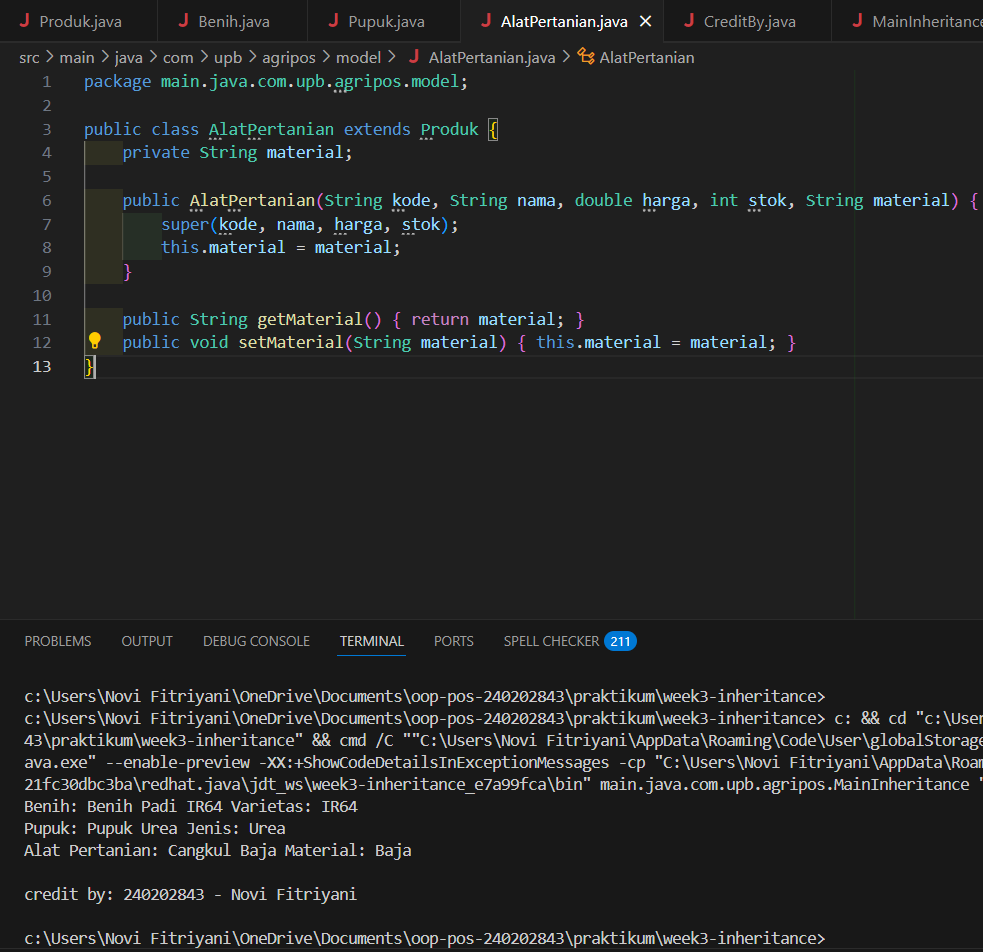 Produk.java Benih.java Pupuk.java AlatPertanian.java CreditBy.java MainInheritance
src > main > java > com > upb > agripos > model > AlatPertanian.java > AlatPertanian
1 package main.java.com.upb.agripos.model;
2
3 public class AlatPertanian extends Produk {
4 private String material;
5
6 public AlatPertanian(String kode, String nama, double harga, int stok, String material) {
7 super(kode, nama, harga, stok);
8 this.material = material;
9 }
10
11 public String getMaterial() { return material; }
12 public void setMaterial(String material) { this.material = material; }
13 }
PROBLEMS OUTPUT DEBUG CONSOLE TERMINAL PORTS SPELL CHECKER 211
c:\Users\Novi Fitriyani\OneDrive\Documents\oop-pos-240202843\praktikum\week3-inheritance>
c:\Users\Novi Fitriyani\OneDrive\Documents\oop-pos-240202843\praktikum\week3-inheritance> c: && cd "c:\User
43\praktikum\week3-inheritance" && cmd /C ""C:\Users\Novi Fitriyani\AppData\Roaming\Code\User\globalStorage
ava.exe" --enable-preview -XX:+ShowCodeDetailsInExceptionMessages -cp "C:\Users\Novi Fitriyani\AppData\Roam
21fc30dbc3ba\redhat.java\jdt_ws\week3-inheritance_e7a99fca\bin" main.java.com.upb.agripos.MainInheritance "
Benih: Benih Padi IR64 Varietas: IR64
Pupuk: Pupuk Urea Jenis: Urea
Alat Pertanian: Cangkul Baja Material: Baja
credit by: 240202843 - Novi Fitriyani
c:\Users\Novi Fitriyani\OneDrive\Documents\oop-pos-240202843\praktikum\week3-inheritance>